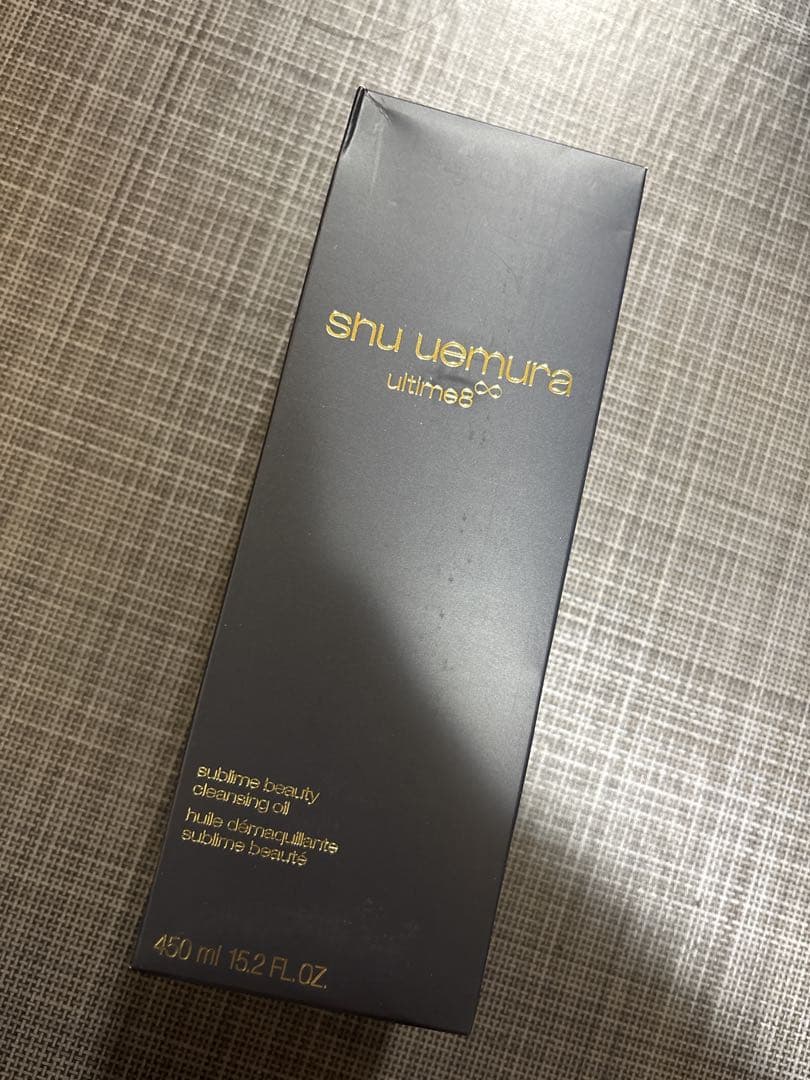 shu uemura
ultime8∞
sublime beauty
cleansing oil
huile démaquillante
sublime beauté
450 ml 15.2 FL.OZ.